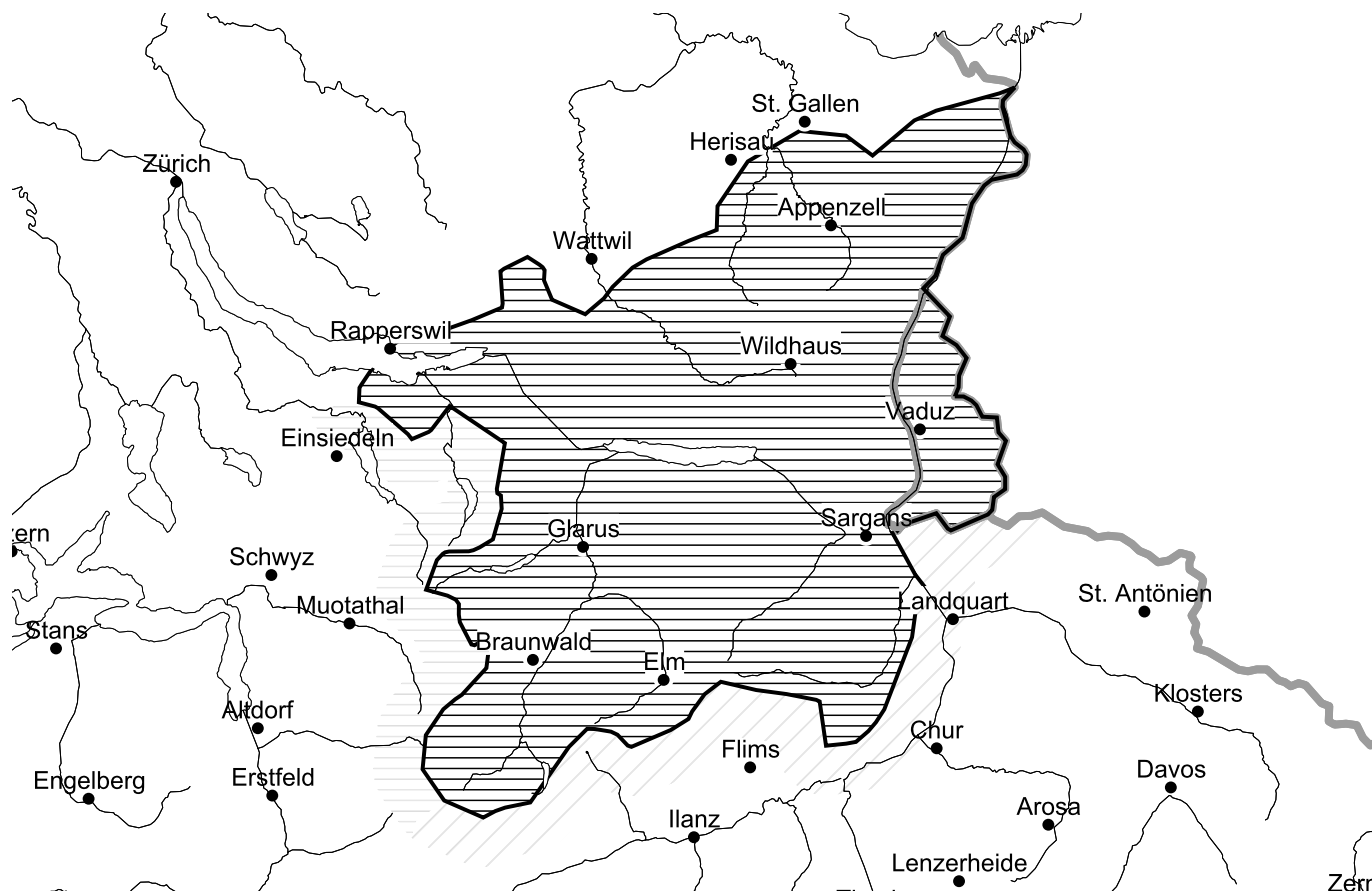 St. Gallen
Herisau
Zürich
Appenzell
Wattwil
Rapperswil
Wildhaus
Vaduz
Einsiedeln
Sargans
Glarus
zern
Schwyz
St. Antönien
Muotathal
Landquart
Stans
Braunwald
Elm
Klosters
Altdorf
Chur
Flims
Davos
Engelberg
Erstfeld
Arosa
Ilanz
Lenzerheide